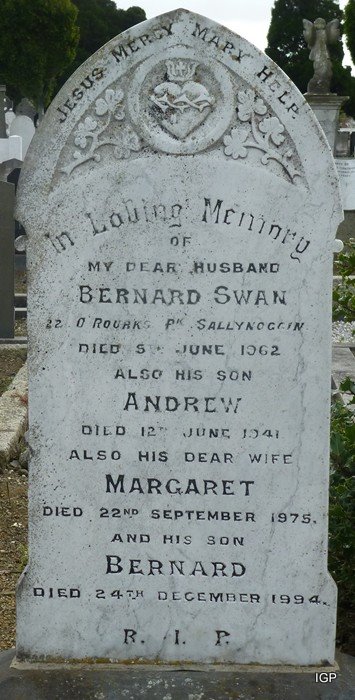 JESUS MERCY MARY HELP
In Loving Memory
OF
MY DEAR HUSBAND
BERNARD SWAN
22 O'ROURKE PK SALLYNOGGIN
DIED 5TH JUNE 1962
ALSO HIS SON
ANDREW
DIED 12TH JUNE 1941
ALSO HIS DEAR WIFE
MARGARET
DIED 22ND SEPTEMBER 1975.
AND HIS SON
BERNARD
DIED 24TH DECEMBER 1994.
R. I. P.
IGP